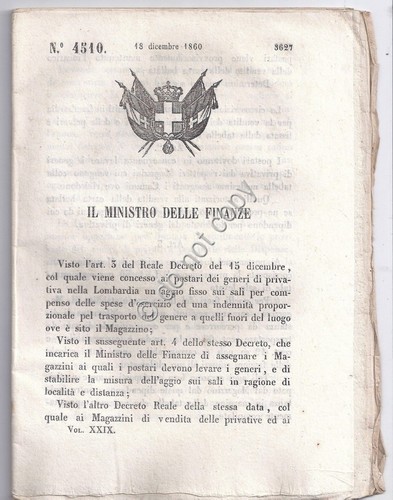 N.° 4510. 18 dicembre 1860 3627
IL MINISTRO DELLE FINANZE
Visto l'art. 3 del Reale Decreto del 15 dicembre,
col quale viene concesso ai postari dei generi di priva-
tiva nella Lombardia un aggio fisso sui sali per com-
penso delle spese d'esercizio ed una indennità propor-
zionale pel trasporto del genere a quelli fuori del luogo
ove è sito il Magazzino;
Visto il susseguente art. 4 dello stesso Decreto, che
incarica il Ministro delle Finanze di assegnare i Ma-
gazzini ai quali i postari devono levare i generi, e di
stabilire la misura dell'aggio sui sali in ragione di
località e distanza;
Visto l'altro Decreto Reale della stessa data, col
quale ai Magazzini di vendita delle privative ed ai
Vol. XXIX.
do not copy